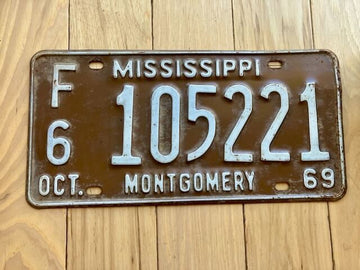 MISSISSIPPI
F
6 105221
OCT. MONTGOMERY 69